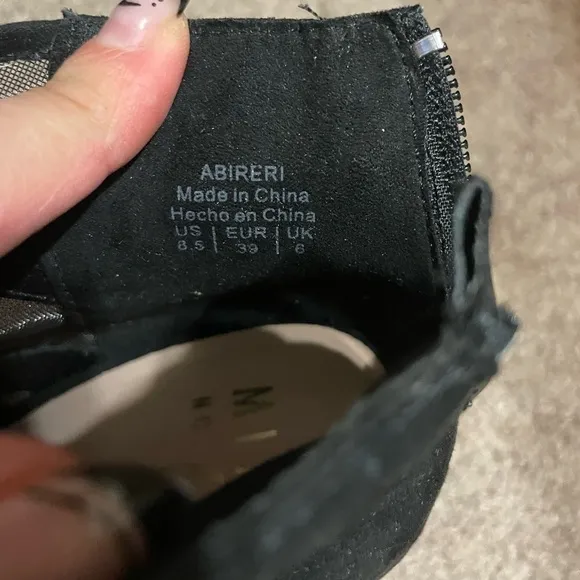 ABIRERI
Made in China
Hecho en China
US | EUR | UK
8.5 | 39 | 6
M I